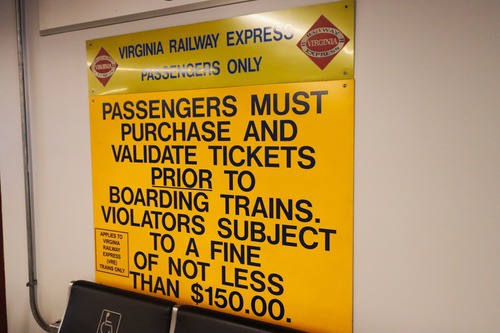 VIRGINIA RAILWAY EXPRESS
PASSENGERS ONLY
RAILWAY
VIRGINIA
EXPRESS
PASSENGERS MUST
PURCHASE AND
VALIDATE TICKETS
PRIOR TO
BOARDING TRAINS.
VIOLATORS SUBJECT
TO A FINE
OF NOT LESS
THAN $150.00.
APPLIES TO
VIRGINIA
RAILWAY
EXPRESS
(VRE)
TRAINS ONLY